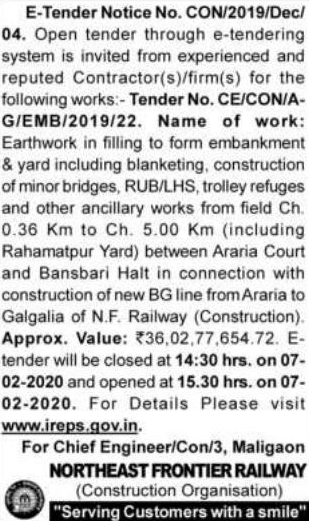 E-Tender Notice No. CON/2019/Dec/
04. Open tender through e-tendering
system is invited from experienced and
reputed Contractor(s)/firm(s) for the
following works:- Tender No. CE/CON/A-
G/EMB/2019/22. Name of work:
Earthwork in filling to form embankment
& yard including blanketing, construction
of minor bridges, RUB/LHS, trolley refuges
and other ancillary works from field Ch.
0.36 Km to Ch. 5.00 Km (including
Rahamatpur Yard) between Araria Court
and Bansbari Halt in connection with
construction of new BG line from Araria to
Galgalia of N.F. Railway (Construction).
Approx. Value: ₹36,02,77,654.72. E-
tender will be closed at 14:30 hrs. on 07-
02-2020 and opened at 15.30 hrs. on 07-
02-2020. For Details Please visit
www.ireps.gov.in.
For Chief Engineer/Con/3, Maligaon
NORTHEAST FRONTIER RAILWAY
(Construction Organisation)
"Serving Customers with a smile"